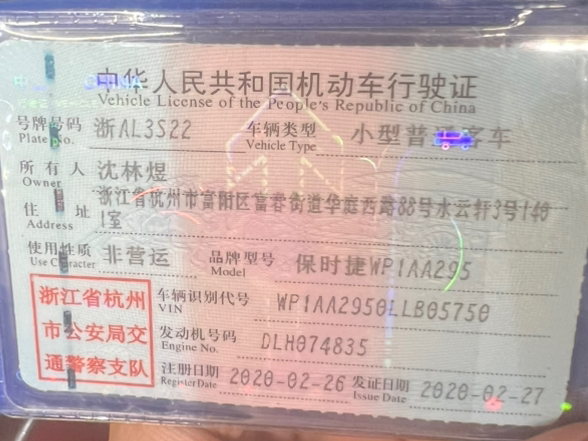 中华人民共和国机动车行驶证
Vehicle License of the People's Republic of China
号牌号码 Plate No. 浙AL3S22 车辆类型 Vehicle Type 小型普通客车
所有人 Owner 沈林煜
住址 Address 浙江省杭州市富阳区富春街道华庭西路88号水云轩3号140
1室
使用性质 Use Character 非营运 品牌型号 Model 保时捷WP1AA295
浙江省杭州
市公安局交
通警察支队
车辆识别代号 VIN WP1AA2950LLB05750
发动机号码 Engine No. DLH074835
注册日期 Register Date 2020-02-26 发证日期 Issue Date 2020-02-27